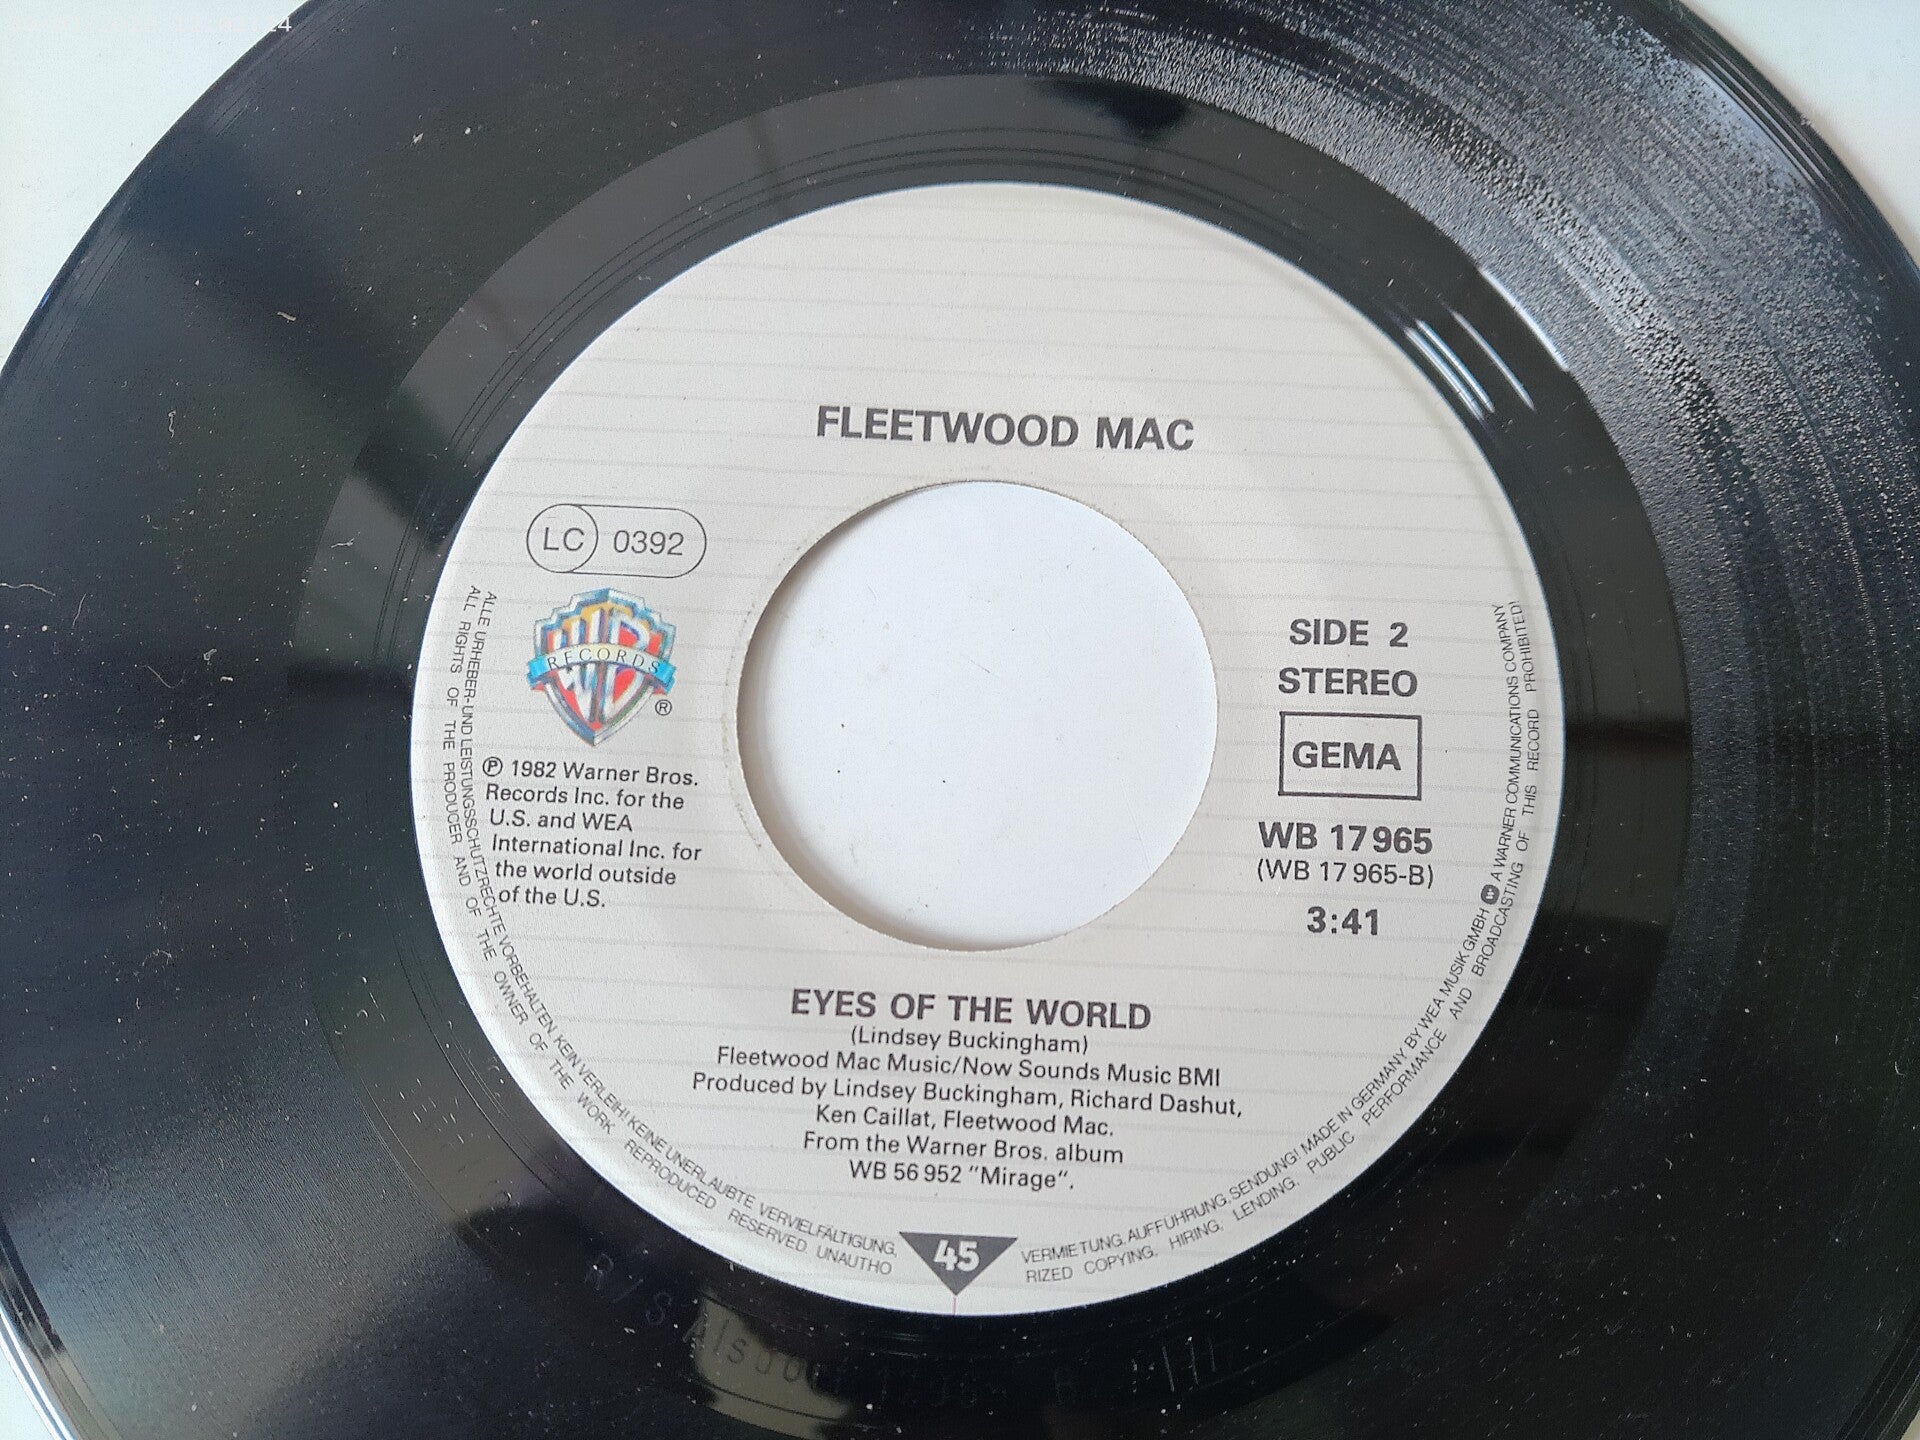 FLEETWOOD MAC
LC 0392
WB
RECORDS
®
℗ 1982 Warner Bros.
Records Inc. for the
U.S. and WEA
International Inc. for
the world outside
of the U.S.
SIDE 2
STEREO
GEMA
WB 17 965
(WB 17 965-B)
3:41
EYES OF THE WORLD
(Lindsey Buckingham)
Fleetwood Mac Music/Now Sounds Music BMI
Produced by Lindsey Buckingham, Richard Dashut,
Ken Caillat, Fleetwood Mac.
From the Warner Bros. album
WB 56 952 "Mirage".
45
ALLE URHEBER- UND LEISTUNGSSCHUTZRECHTE VORBEHALTEN. KEIN VERLEIH! KEINE UNERLAUBTE VERVIELFÄLTIGUNG, VERMIETUNG, AUFFÜHRUNG, SENDUNG! MADE IN GERMANY BY WEA MUSIK GMBH A WARNER COMMUNICATIONS COMPANY
ALL RIGHTS OF THE PRODUCER AND OF THE OWNER OF THE WORK REPRODUCED RESERVED. UNAUTHO RIZED COPYING, HIRING, LENDING, PUBLIC PERFORMANCE AND BROADCASTING OF THIS RECORD PROHIBITED!